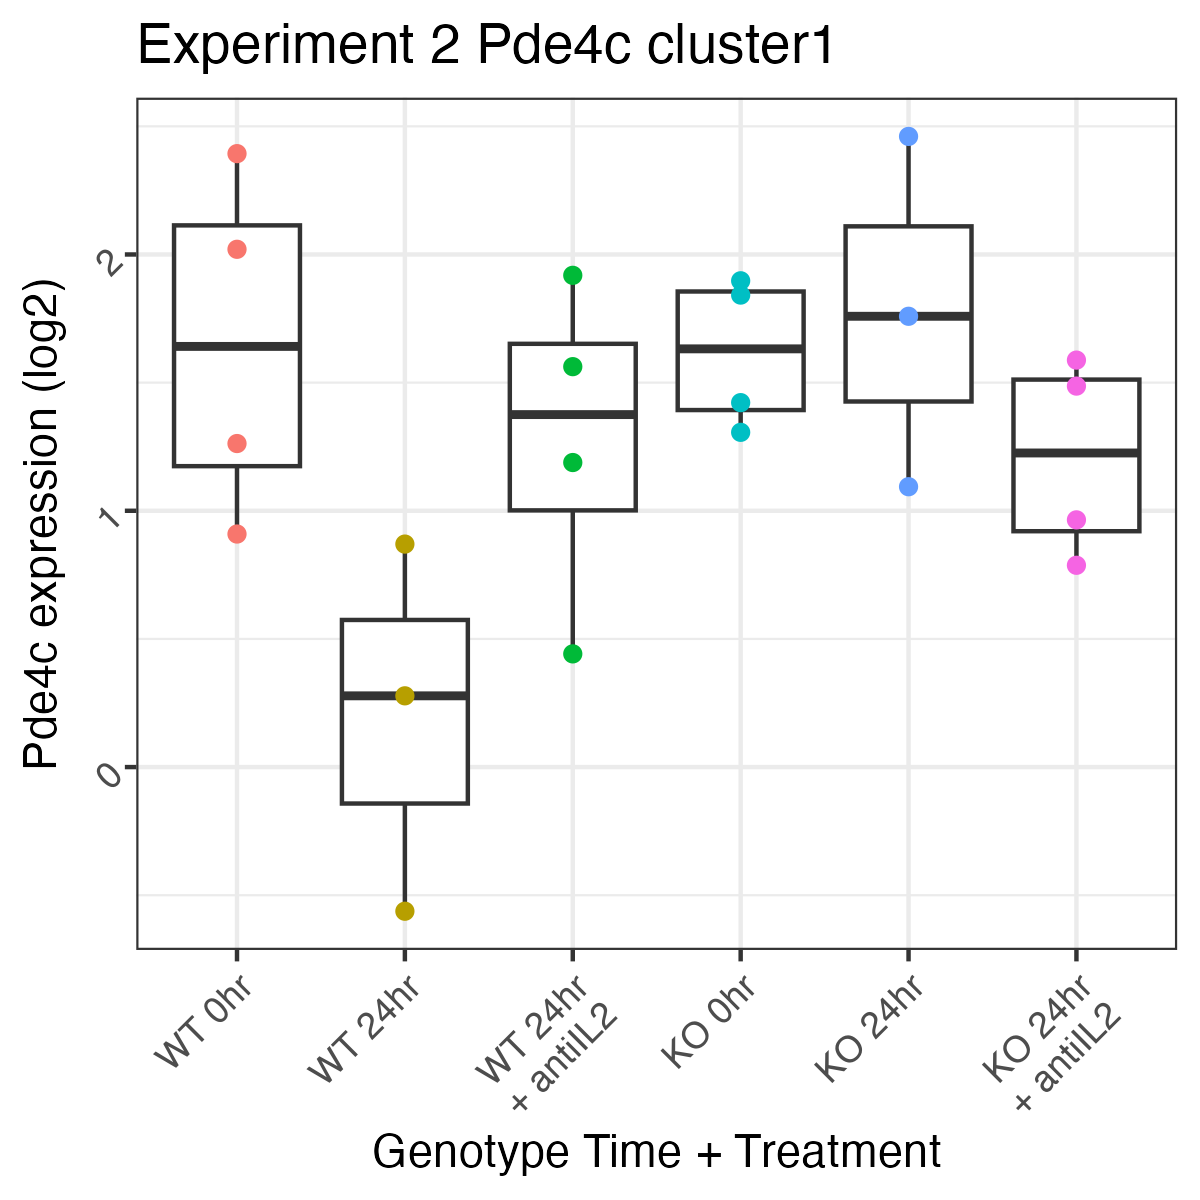 Experiment 2 Pde4c cluster1
Pde4c expression (log2)
2
1
0
WT 0hr
WT 24hr
WT 24hr
+ antiIL2
KO 0hr
KO 24hr
KO 24hr
+ antiIL2
Genotype Time + Treatment